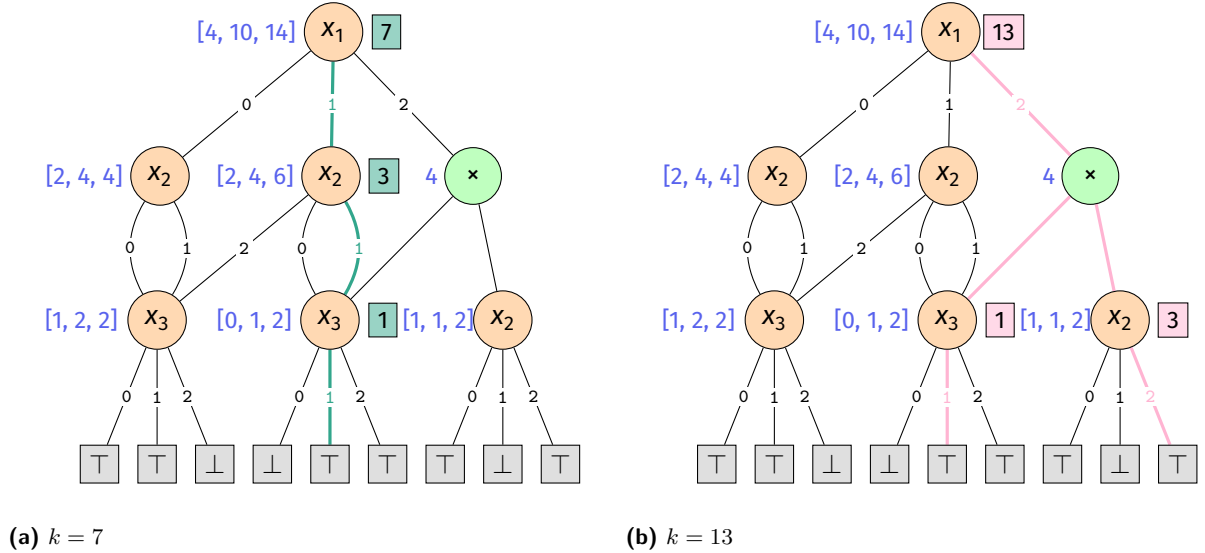 [4, 10, 14] x1 7 [4, 10, 14] x1 13
0 1 2 0 1 2
[2, 4, 4] x2 [2, 4, 6] x2 3 4 × [2, 4, 4] x2 [2, 4, 6] x2 4 ×
0 1 2 0 1 0 1 2 0 1
[1, 2, 2] x3 [0, 1, 2] x3 1 [1, 1, 2] x2 [1, 2, 2] x3 [0, 1, 2] x3 1 [1, 1, 2] x2 3
0 1 2 0 1 2 0 1 2 0 1 2 0 1 2 0 1 2
⊤ ⊤ ⊥ ⊥ ⊤ ⊤ ⊤ ⊥ ⊤ ⊤ ⊤ ⊥ ⊥ ⊤ ⊤ ⊤ ⊥ ⊤
(a) k = 7 (b) k = 13